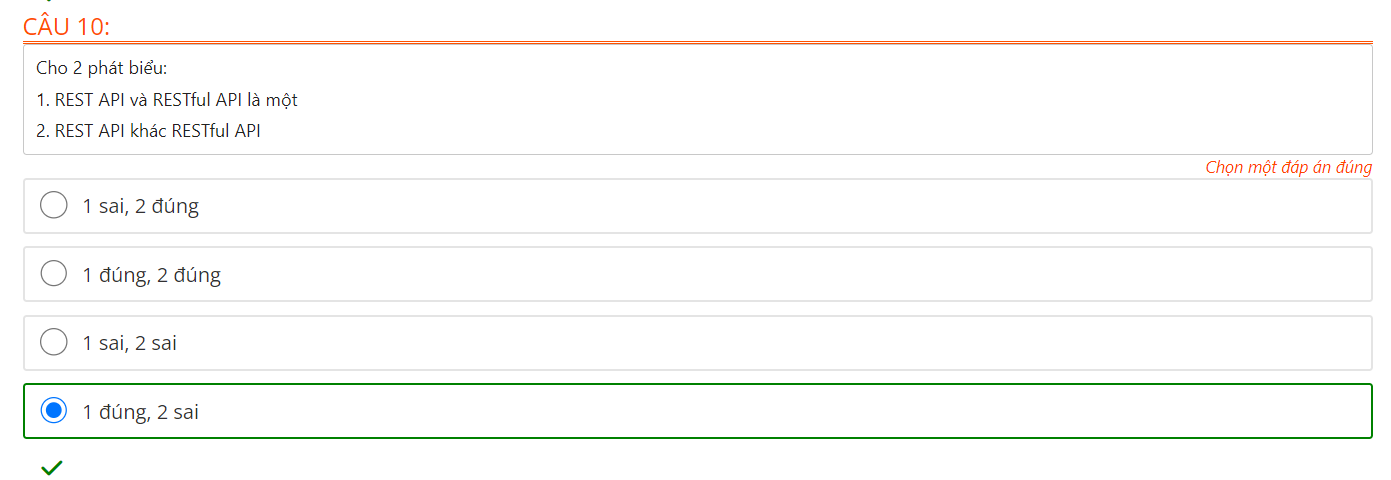 CÂU 10:
Cho 2 phát biểu:
1. REST API và RESTful API là một
2. REST API khác RESTful API
Chọn một đáp án đúng
1 sai, 2 đúng
1 đúng, 2 đúng
1 sai, 2 sai
1 đúng, 2 sai